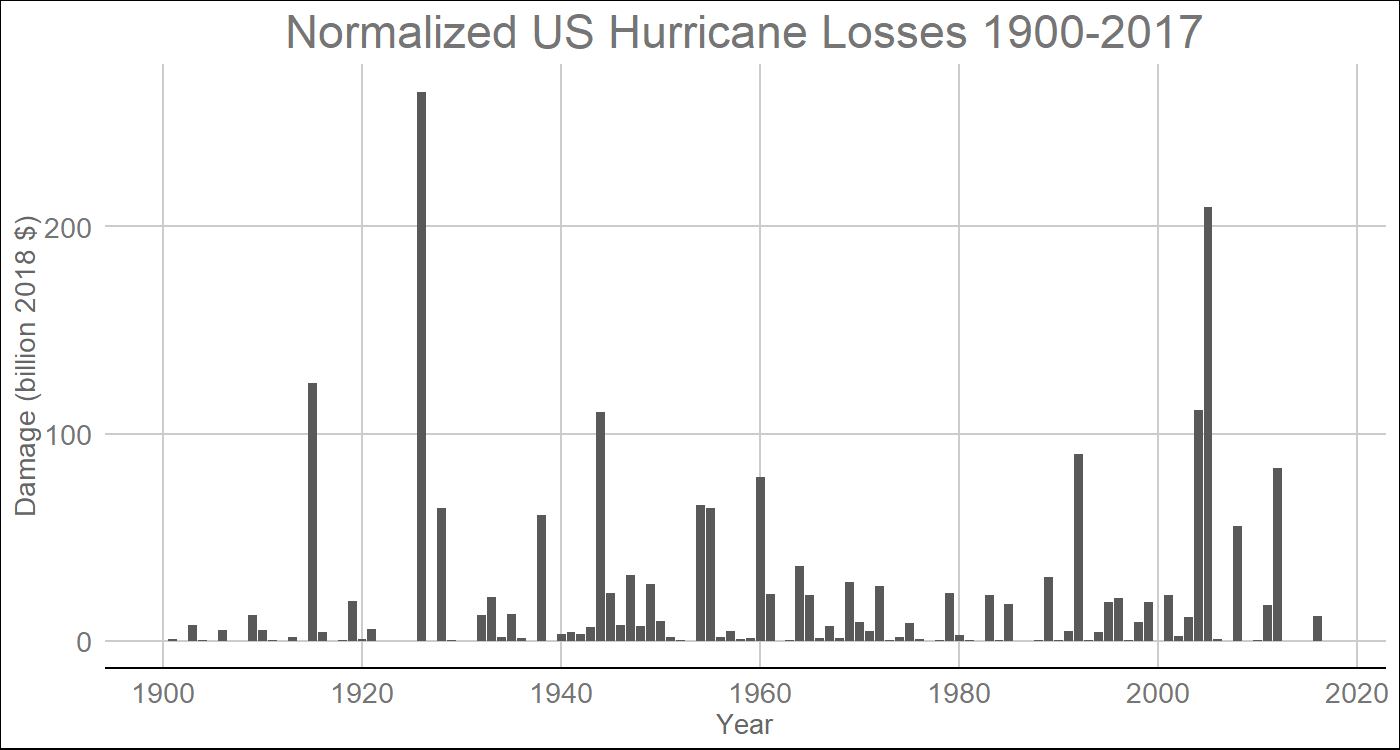 Normalized US Hurricane Losses 1900-2017
Damage (billion 2018 $)
200
100
0
1900 1920 1940 1960 1980 2000 2020
Year